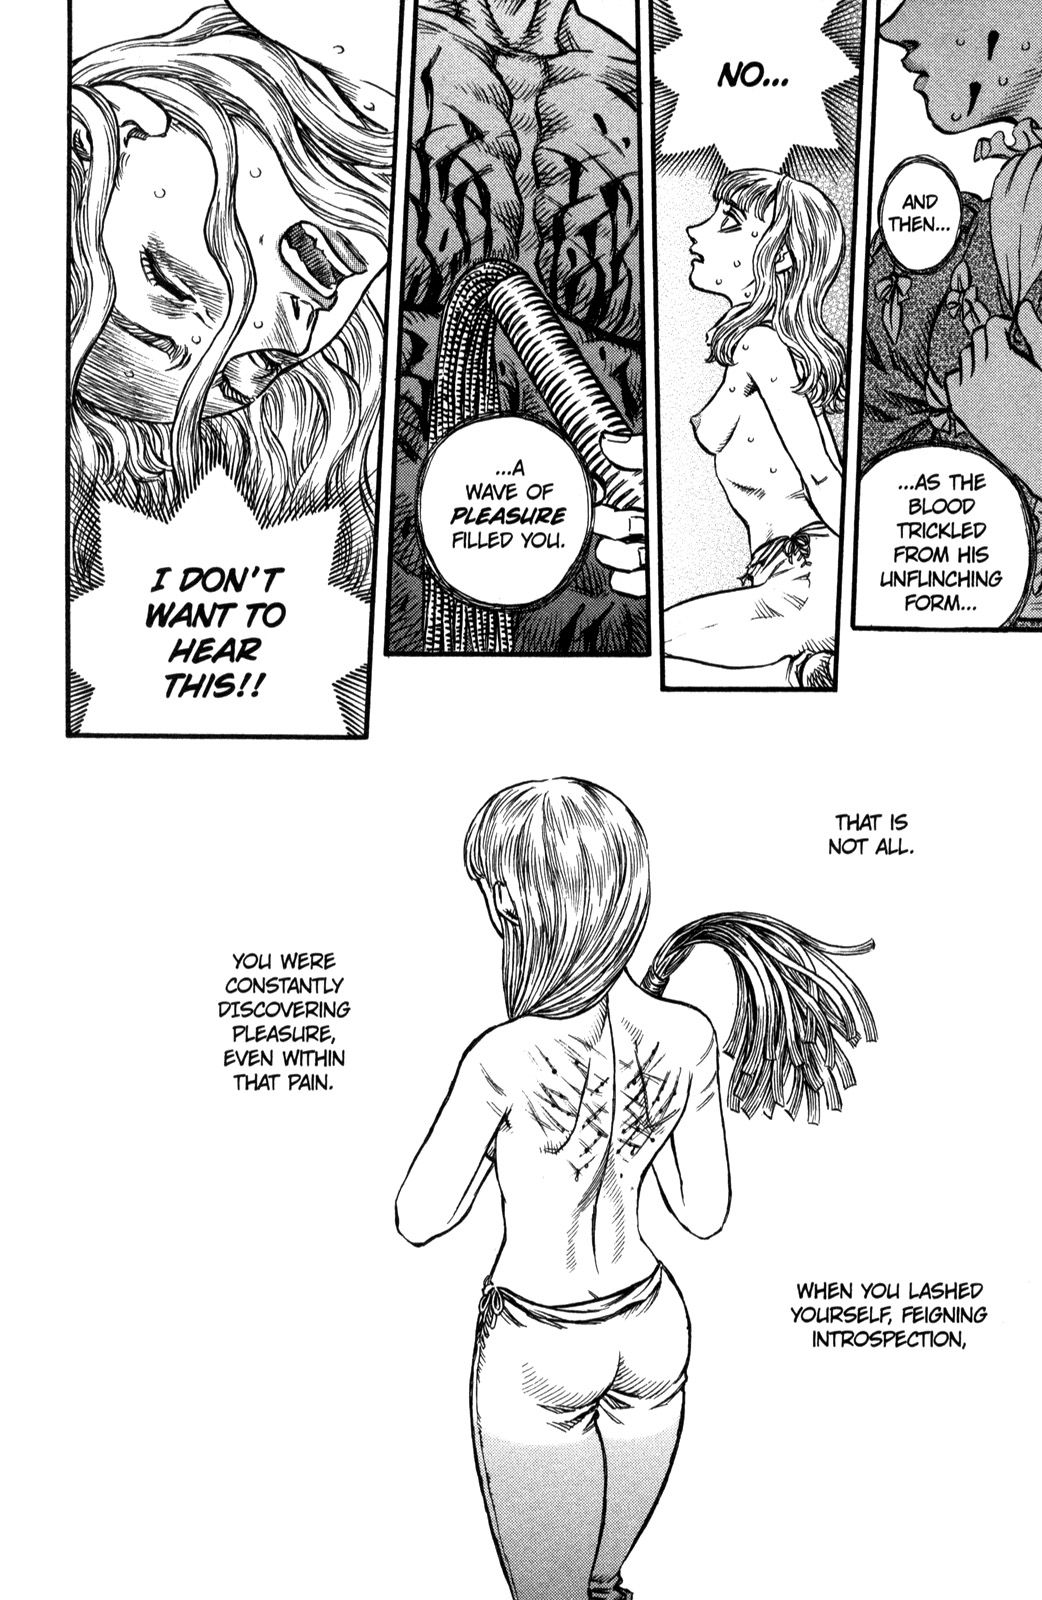 AND
THEN...
...AS THE
BLOOD
TRICKLED
FROM HIS
UNFLINCHING
FORM...
NO...
...A
WAVE OF
PLEASURE
FILLED YOU.
I DON'T
WANT TO
HEAR
THIS!!
THAT IS
NOT ALL.
WHEN YOU LASHED
YOURSELF, FEIGNING
INTROSPECTION,
YOU WERE
CONSTANTLY
DISCOVERING
PLEASURE,
EVEN WITHIN
THAT PAIN.